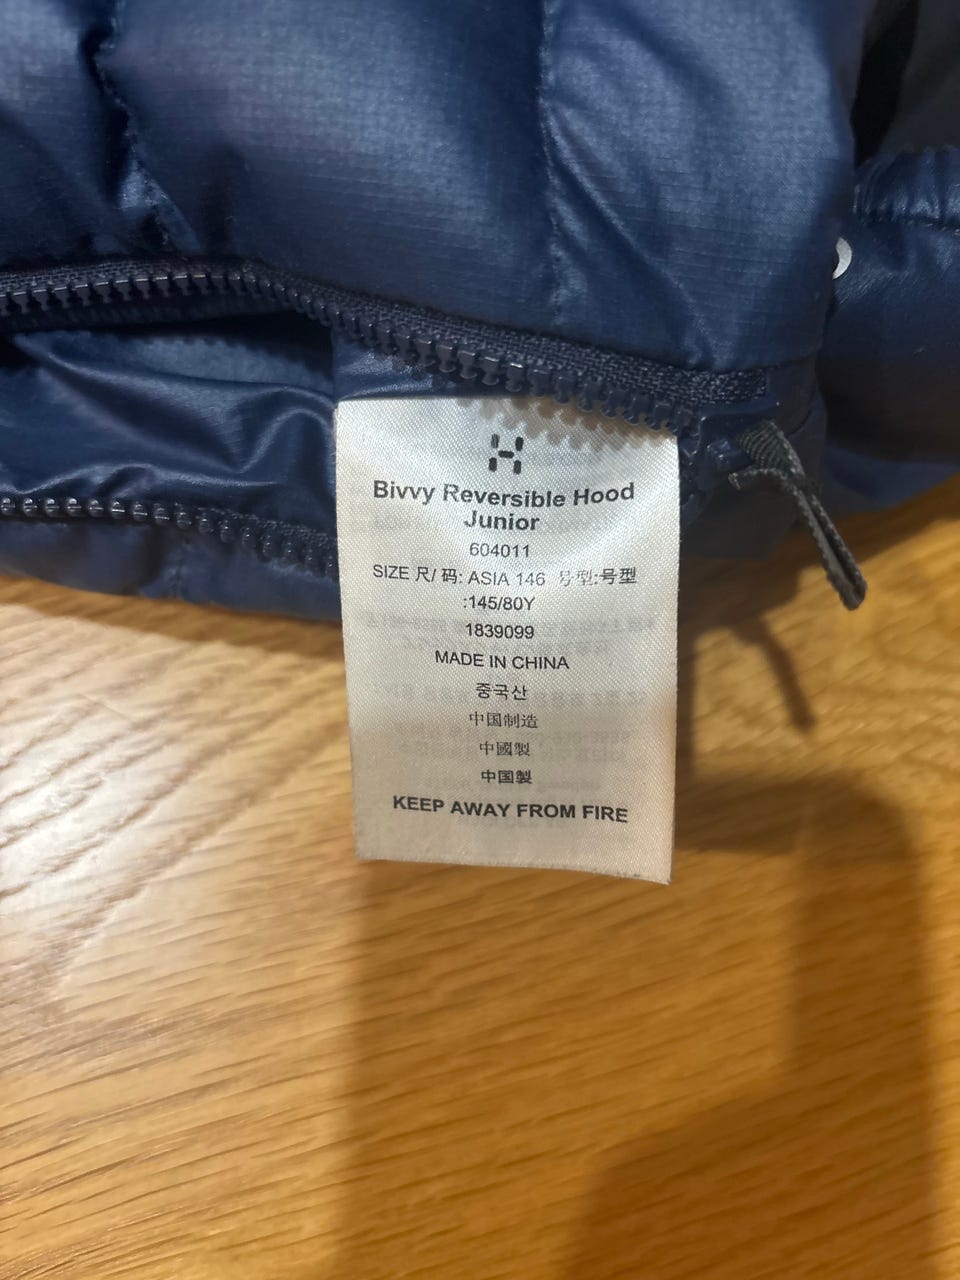 Bivvy Reversible Hood
Junior
604011
SIZE 尺/ 码: ASIA 146 号型:号型
:145/80Y
1839099
MADE IN CHINA
중국산
中国制造
中國製
中国製
KEEP AWAY FROM FIRE